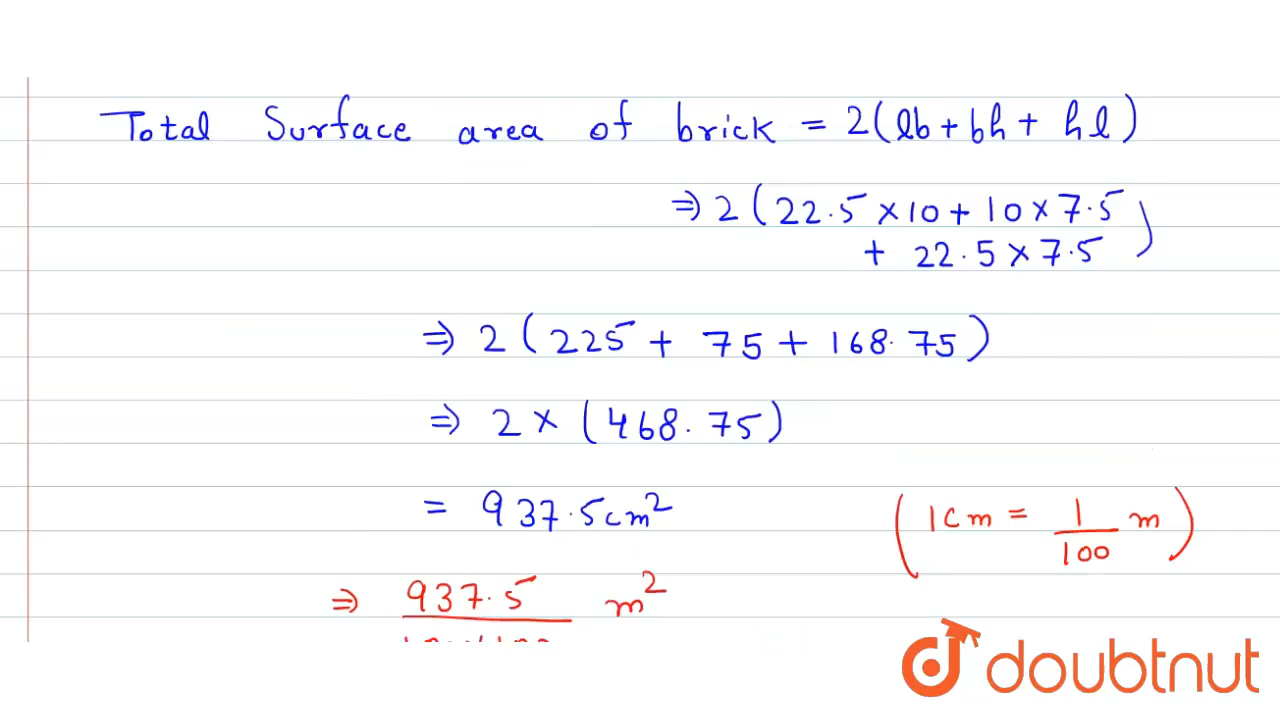 Total Surface area of brick = 2(lb + bh + hl)
⇒ 2 (22.5 × 10 + 10 × 7.5
+ 22.5 × 7.5)
⇒ 2 (225 + 75 + 168.75)
⇒ 2 × (468.75)
= 937.5 cm²
(1 cm = 1/100 m)
⇒ 937.5 m²
doubtnut